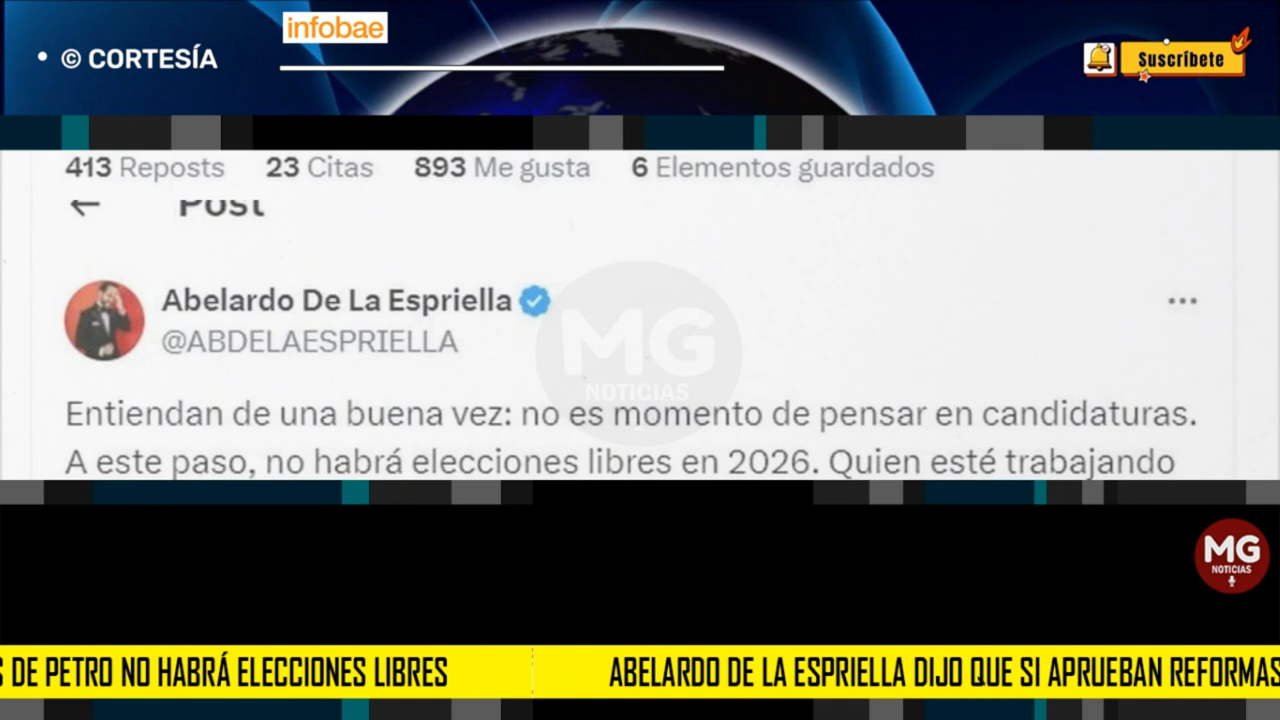 infobae
• © CORTESÍA
Suscríbete
413 Reposts 23 Citas 893 Me gusta 6 Elementos guardados
← Post
Abelardo De La Espriella
@ABDELAESPRIELLA
MG
NOTICIAS
Entiendan de una buena vez: no es momento de pensar en candidaturas.
A este paso, no habrá elecciones libres en 2026. Quien esté trabajando
MG
NOTICIAS
S DE PETRO NO HABRÁ ELECCIONES LIBRES
ABELARDO DE LA ESPRIELLA DIJO QUE SI APRUEBAN REFORMAS